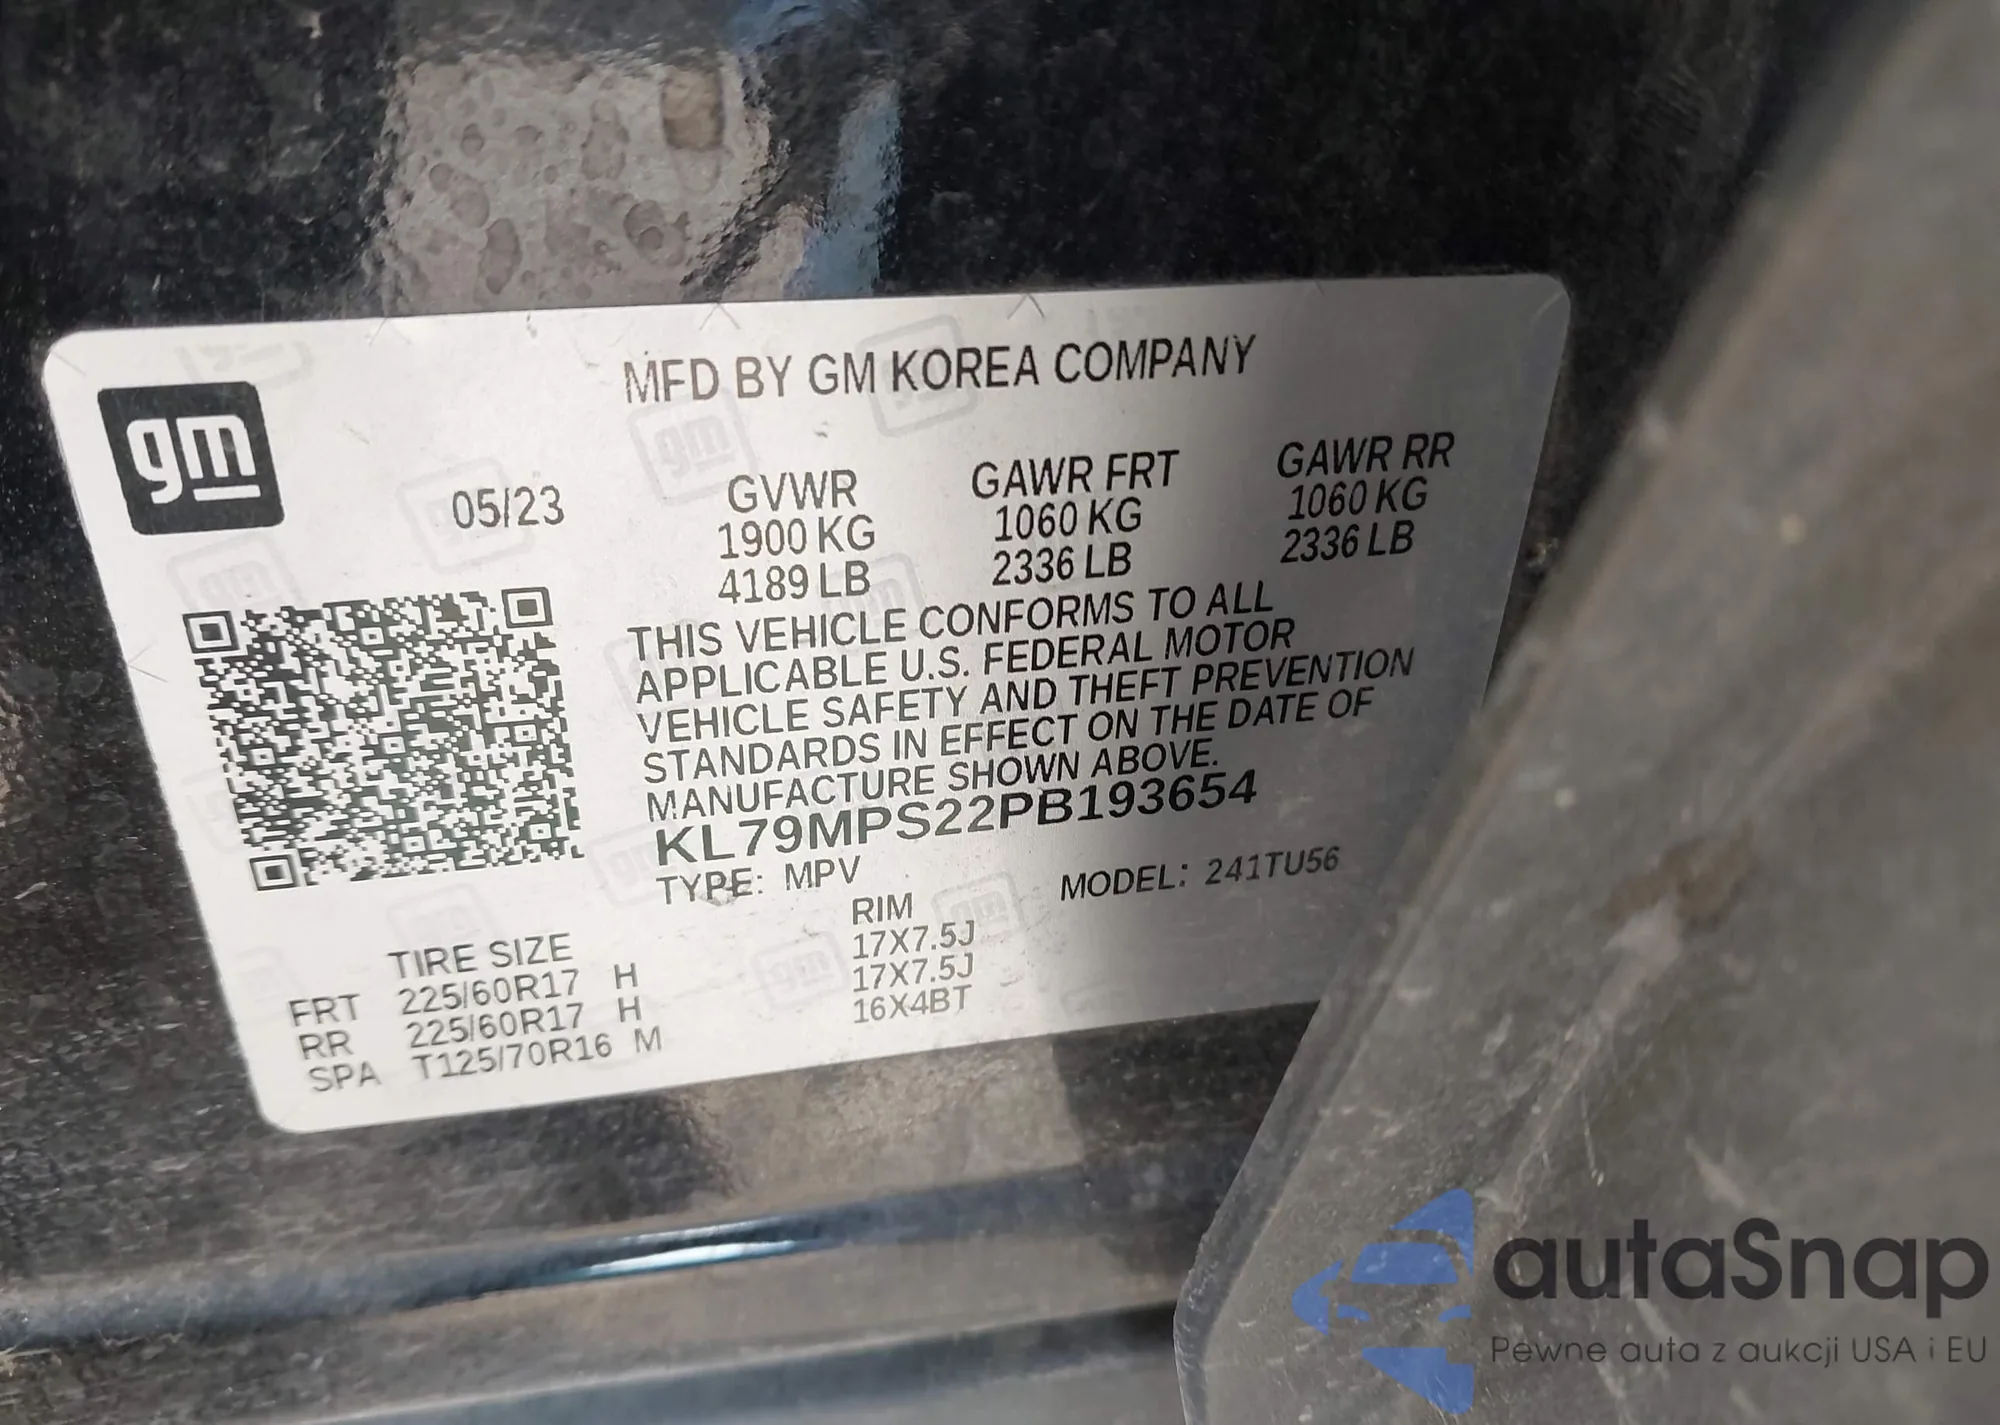 MFD BY GM KOREA COMPANY
gm
05/23
GVWR GAWR FRT GAWR RR
1900 KG 1060 KG 1060 KG
4189 LB 2336 LB 2336 LB
THIS VEHICLE CONFORMS TO ALL
APPLICABLE U.S. FEDERAL MOTOR
VEHICLE SAFETY AND THEFT PREVENTION
STANDARDS IN EFFECT ON THE DATE OF
MANUFACTURE SHOWN ABOVE.
KL79MPS22PB193654
TYPE: MPV MODEL: 241TU56
TIRE SIZE RIM
FRT 225/60R17 H 17X7.5J
RR 225/60R17 H 17X7.5J
SPA T125/70R16 M 16X4BT
autaSnap
Pewne auta z aukcji USA i EU